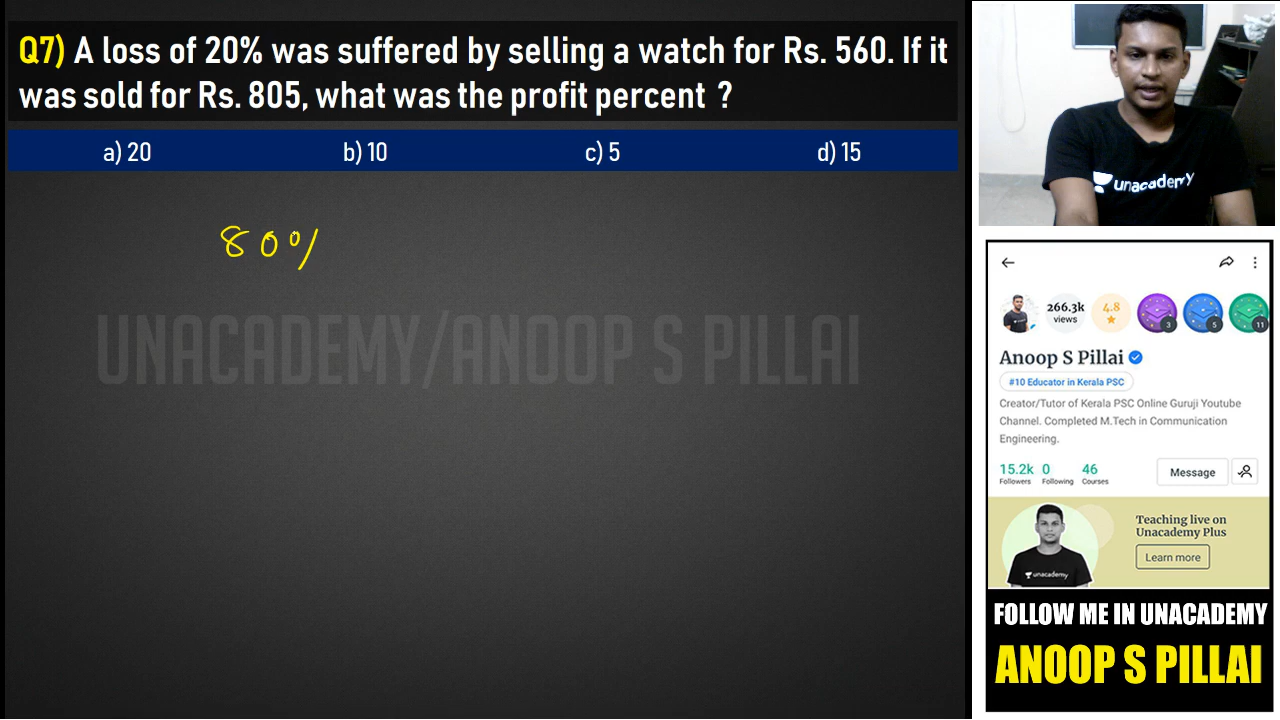 Q7) A loss of 20% was suffered by selling a watch for Rs. 560. If it
was sold for Rs. 805, what was the profit percent ?
a) 20 b) 10 c) 5 d) 15
80%
UNACADEMY/ANOOP S PILLAI
unacademy
266.3k
views
4.8
3
5
11
Anoop S Pillai
#10 Educator in Kerala PSC
Creator/Tutor of Kerala PSC Online Guruji Youtube
Channel. Completed M.Tech in Communication
Engineering.
15.2k 0 46
Followers Following Courses
Message
Teaching live on
Unacademy Plus
Learn more
unacademy
FOLLOW ME IN UNACADEMY
ANOOP S PILLAI